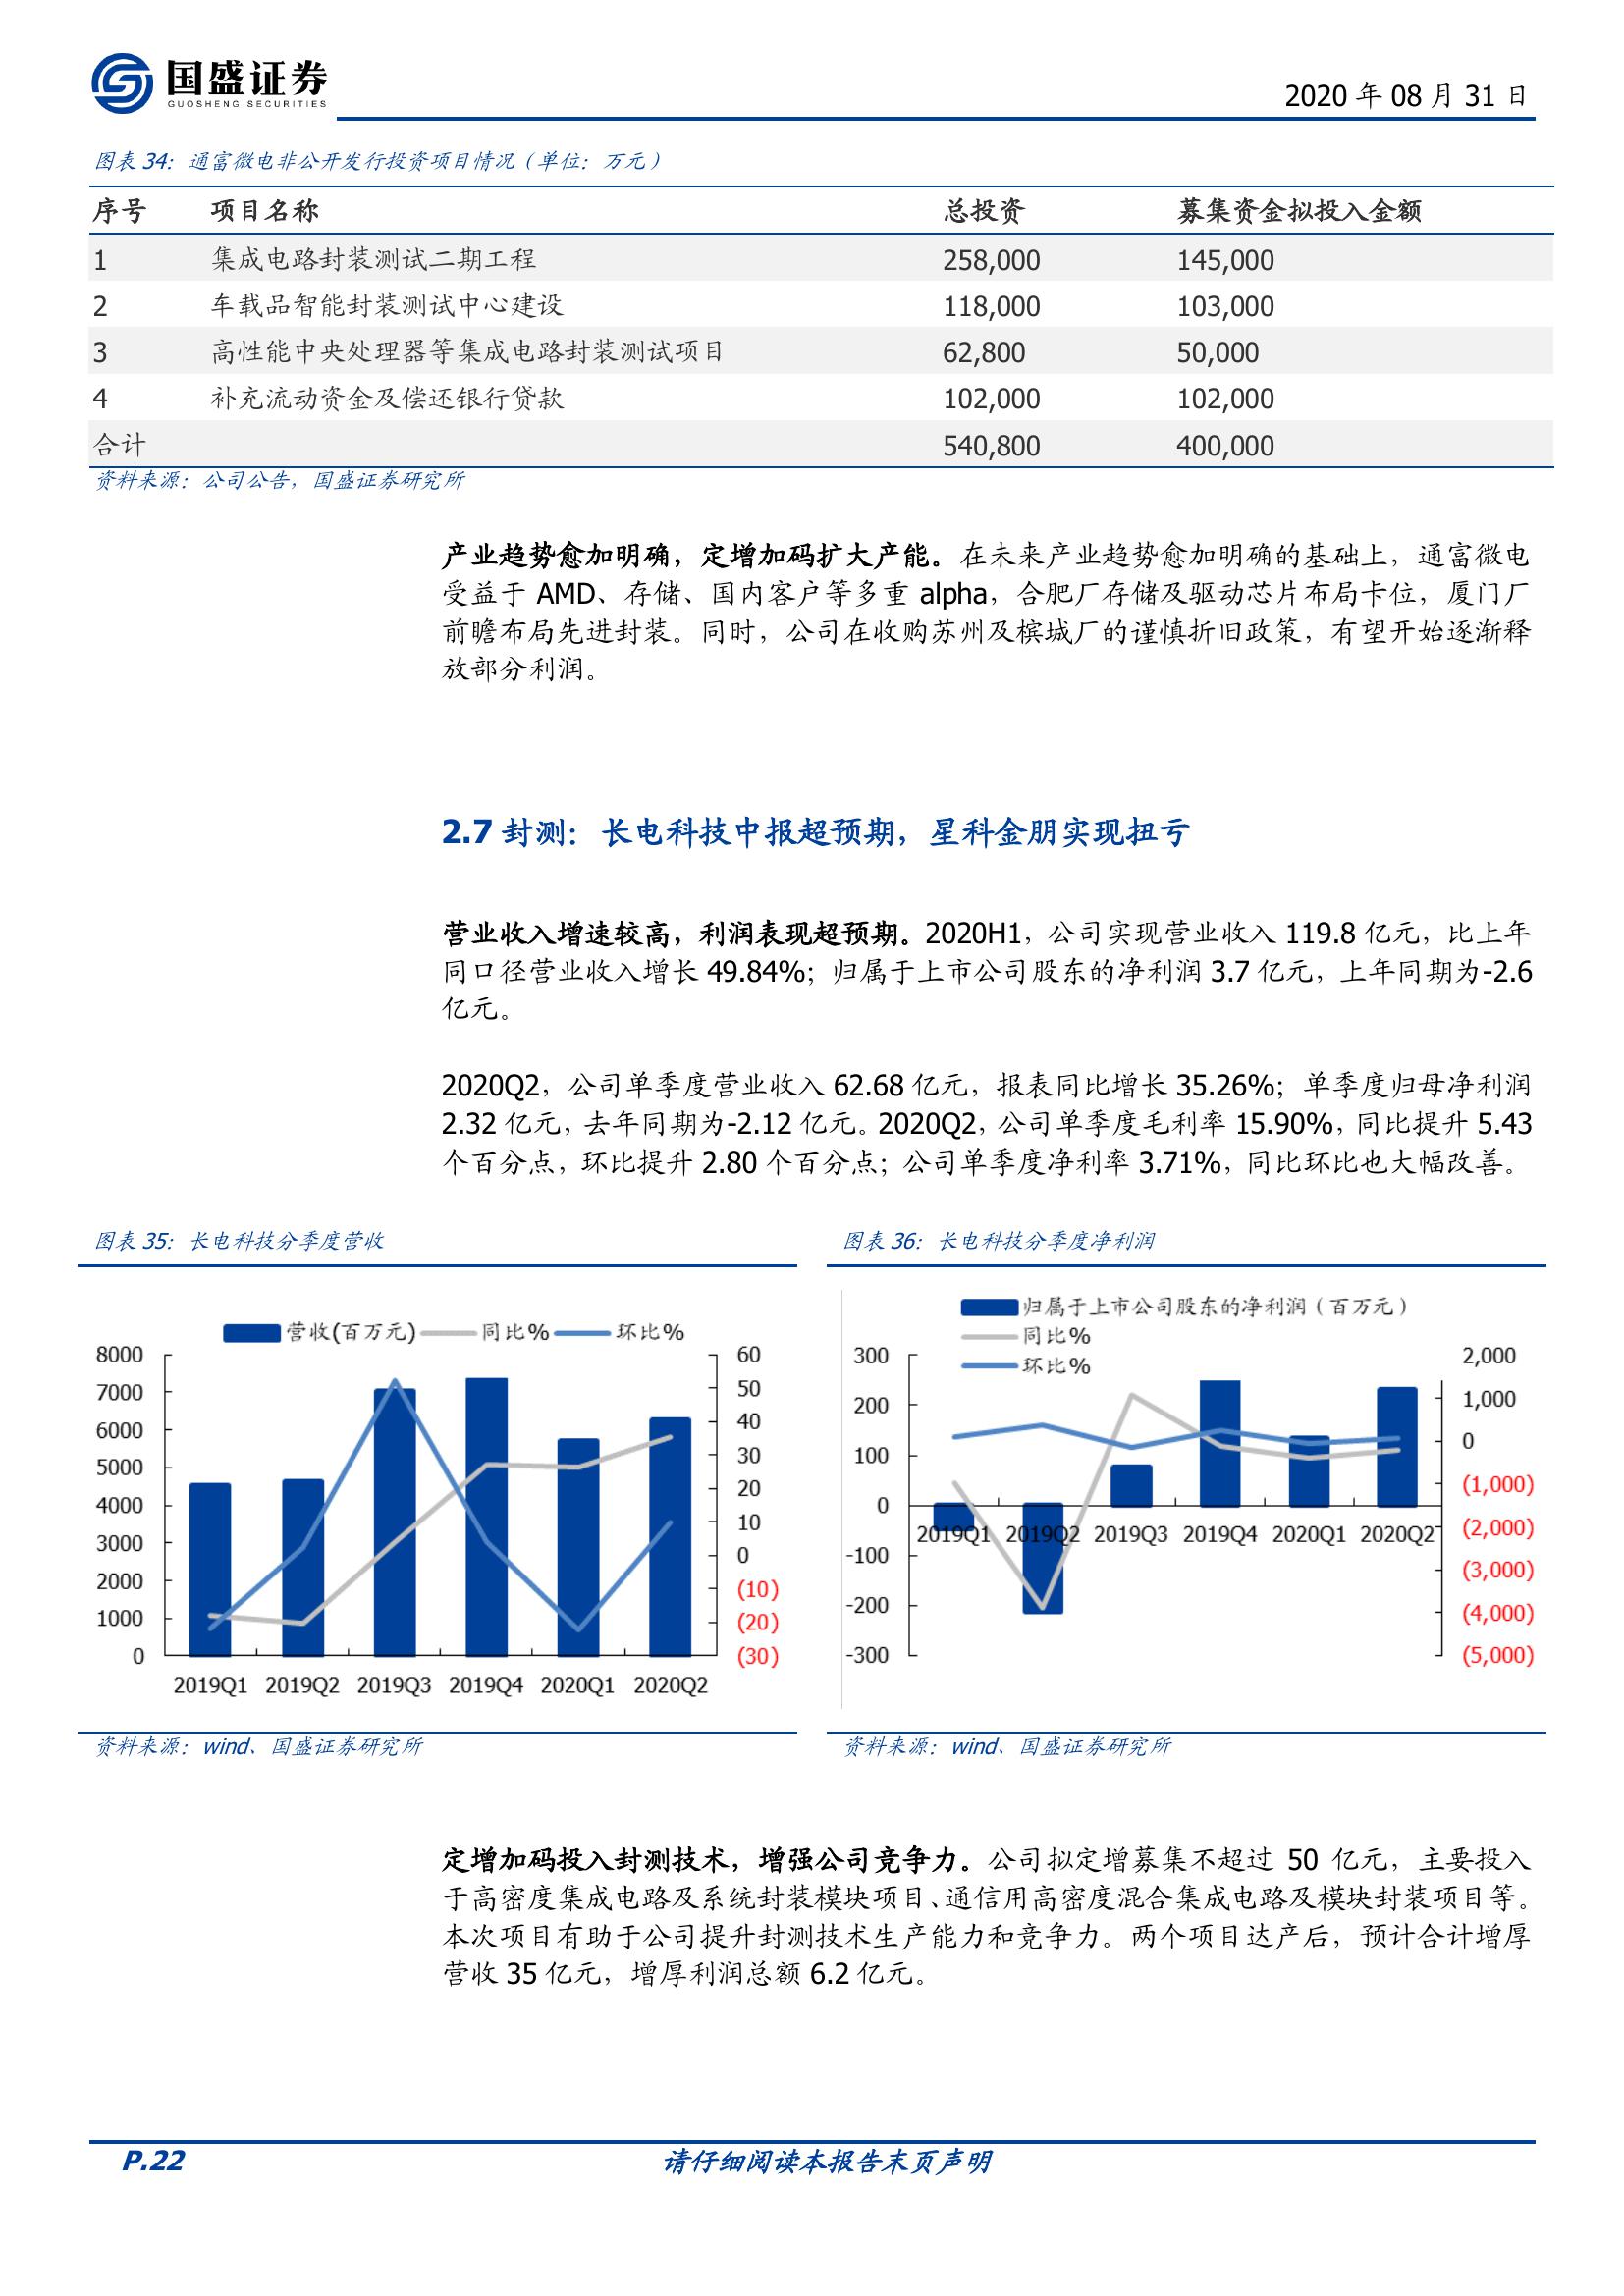 国盛证券
GUOSHENG SECURITIES
2020 年 08 月 31 日
图表 34：通富微电非公开发行投资项目情况（单位：万元）
序号 项目名称 总投资 募集资金拟投入金额
1 集成电路封装测试二期工程 258,000 145,000
2 车载品智能封装测试中心建设 118,000 103,000
3 高性能中央处理器等集成电路封装测试项目 62,800 50,000
4 补充流动资金及偿还银行贷款 102,000 102,000
合计 540,800 400,000
资料来源：公司公告，国盛证券研究所
产业趋势愈加明确，定增加码扩大产能。在未来产业趋势愈加明确的基础上，通富微电
受益于 AMD、存储、国内客户等多重 alpha，合肥厂存储及驱动芯片布局卡位，厦门厂
前瞻布局先进封装。同时，公司在收购苏州及槟城厂的谨慎折旧政策，有望开始逐渐释
放部分利润。
2.7 封测：长电科技中报超预期，星科金朋实现扭亏
营业收入增速较高，利润表现超预期。2020H1，公司实现营业收入 119.8 亿元，比上年
同口径营业收入增长 49.84%；归属于上市公司股东的净利润 3.7 亿元，上年同期为-2.6
亿元。
2020Q2，公司单季度营业收入 62.68 亿元，报表同比增长 35.26%；单季度归母净利润
2.32 亿元，去年同期为-2.12 亿元。2020Q2，公司单季度毛利率 15.90%，同比提升 5.43
个百分点，环比提升 2.80 个百分点；公司单季度净利率 3.71%，同比环比也大幅改善。
图表 35：长电科技分季度营收
营收(百万元) 同比% 环比%
8000
7000
6000
5000
4000
3000
2000
1000
0
60
50
40
30
20
10
0
(10)
(20)
(30)
2019Q1 2019Q2 2019Q3 2019Q4 2020Q1 2020Q2
资料来源：wind、国盛证券研究所
图表 36：长电科技分季度净利润
归属于上市公司股东的净利润（百万元）
同比%
环比%
300
200
100
0
-100
-200
-300
2,000
1,000
0
(1,000)
(2,000)
(3,000)
(4,000)
(5,000)
2019Q1 2019Q2 2019Q3 2019Q4 2020Q1 2020Q2
资料来源：wind、国盛证券研究所
定增加码投入封测技术，增强公司竞争力。公司拟定增募集不超过 50 亿元，主要投入
于高密度集成电路及系统封装模块项目、通信用高密度混合集成电路及模块封装项目等。
本次项目有助于公司提升封测技术生产能力和竞争力。两个项目达产后，预计合计增厚
营收 35 亿元，增厚利润总额 6.2 亿元。
P.22 请仔细阅读本报告末页声明